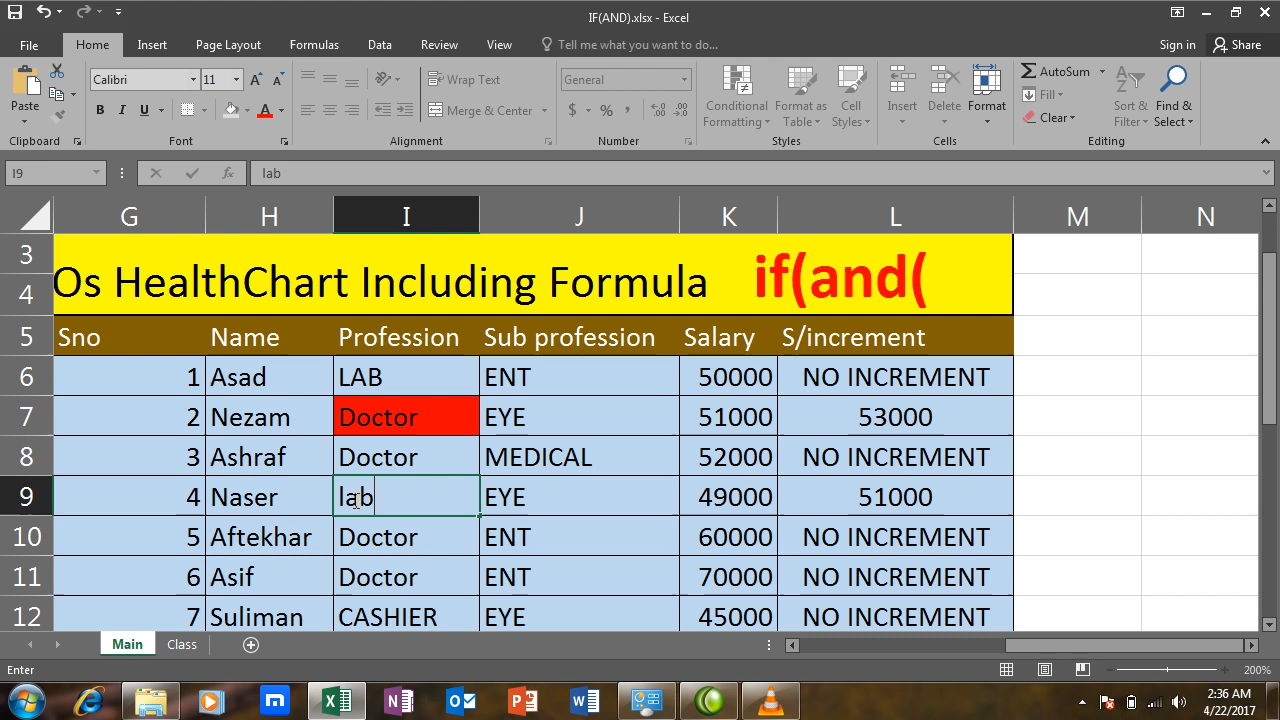 IF(AND).xlsx - Excel
File Home Insert Page Layout Formulas Data Review View Tell me what you want to do... Sign in Share
Calibri 11 Wrap Text General AutoSum
Paste Fill
B I U Merge & Center $ % , Conditional Formatting Format as Table Cell Styles Insert Delete Format Clear Sort & Filter Find & Select
Clipboard Font Alignment Number Styles Cells Editing
I9 fx lab
G H I J K L M N
3
4 Os HealthChart Including Formula if(and(
5 Sno Name Profession Sub profession Salary S/increment
6 1 Asad LAB ENT 50000 NO INCREMENT
7 2 Nezam Doctor EYE 51000 53000
8 3 Ashraf Doctor MEDICAL 52000 NO INCREMENT
9 4 Naser lab EYE 49000 51000
10 5 Aftekhar Doctor ENT 60000 NO INCREMENT
11 6 Asif Doctor ENT 70000 NO INCREMENT
12 7 Suliman CASHIER EYE 45000 NO INCREMENT
Main Class
Enter 200%
2:36 AM
4/22/2017